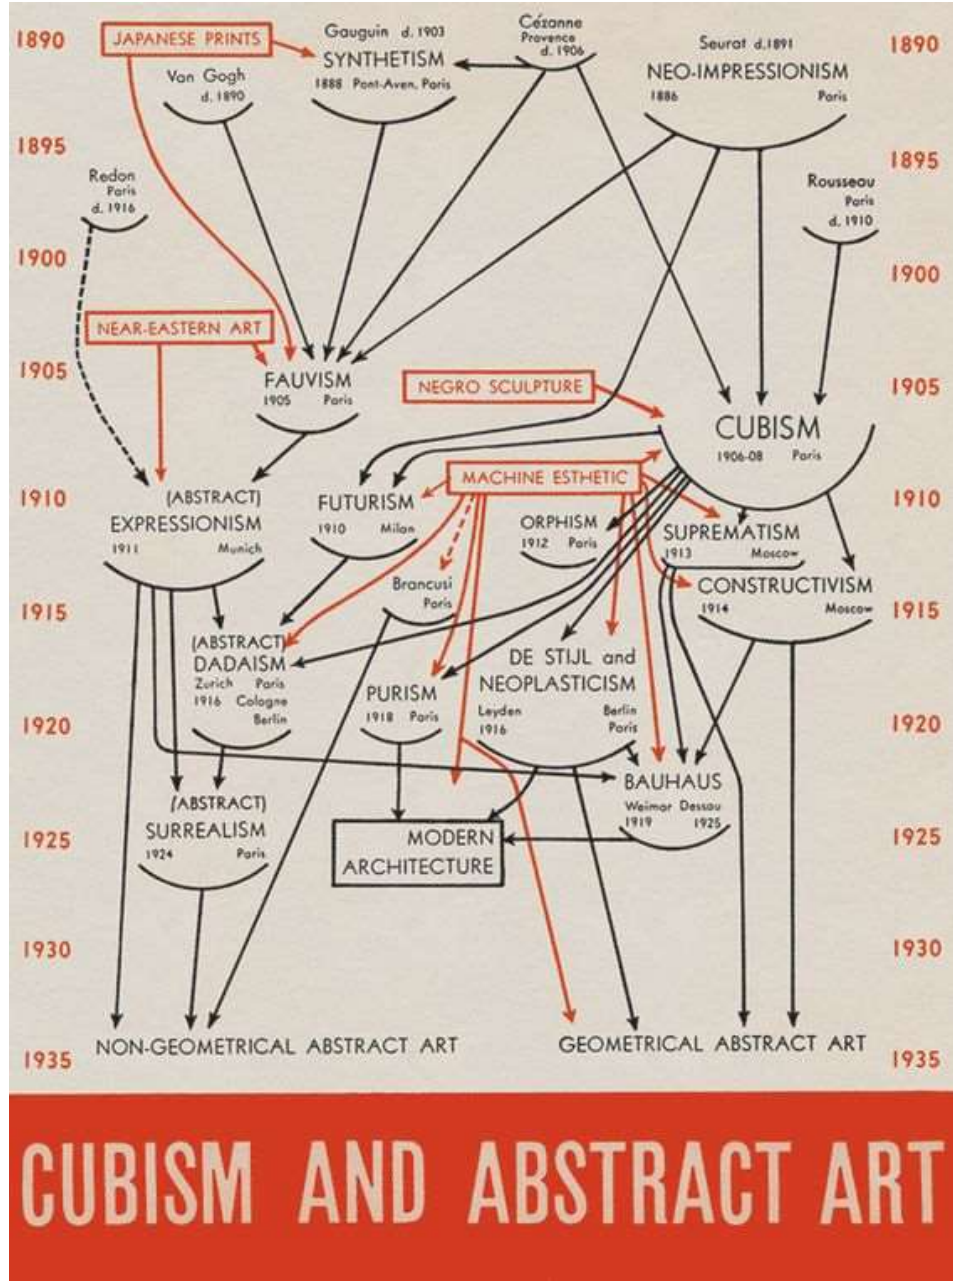 1890
JAPANESE PRINTS
Gauguin d. 1903
SYNTHETISM
1888 Pont-Aven, Paris
Cézanne
Provence
d. 1906
Seurat d.1891
NEO-IMPRESSIONISM
1886 Paris
1890
Van Gogh
d. 1890
1895
1895
Redon
Paris
d. 1916
Rousseau
Paris
d. 1910
1900
1900
NEAR-EASTERN ART
1905
FAUVISM
1905 Paris
NEGRO SCULPTURE
1905
CUBISM
1906-08 Paris
MACHINE ESTHETIC
1910
(ABSTRACT)
EXPRESSIONISM
1911 Munich
FUTURISM
1910 Milan
ORPHISM
1912 Paris
SUPREMATISM
1913 Moscow
1910
Brancusi
Paris
CONSTRUCTIVISM
1914 Moscow
1915
1915
(ABSTRACT)
DADAISM
Zurich Paris
1916 Cologne
Berlin
PURISM
1918 Paris
DE STIJL and
NEOPLASTICISM
Leyden Berlin
1916 Paris
1920
1920
BAUHAUS
Weimar Dessau
1919 1925
(ABSTRACT)
SURREALISM
1924 Paris
MODERN
ARCHITECTURE
1925
1925
1930
1930
NON-GEOMETRICAL ABSTRACT ART
GEOMETRICAL ABSTRACT ART
1935
1935
CUBISM AND ABSTRACT ART